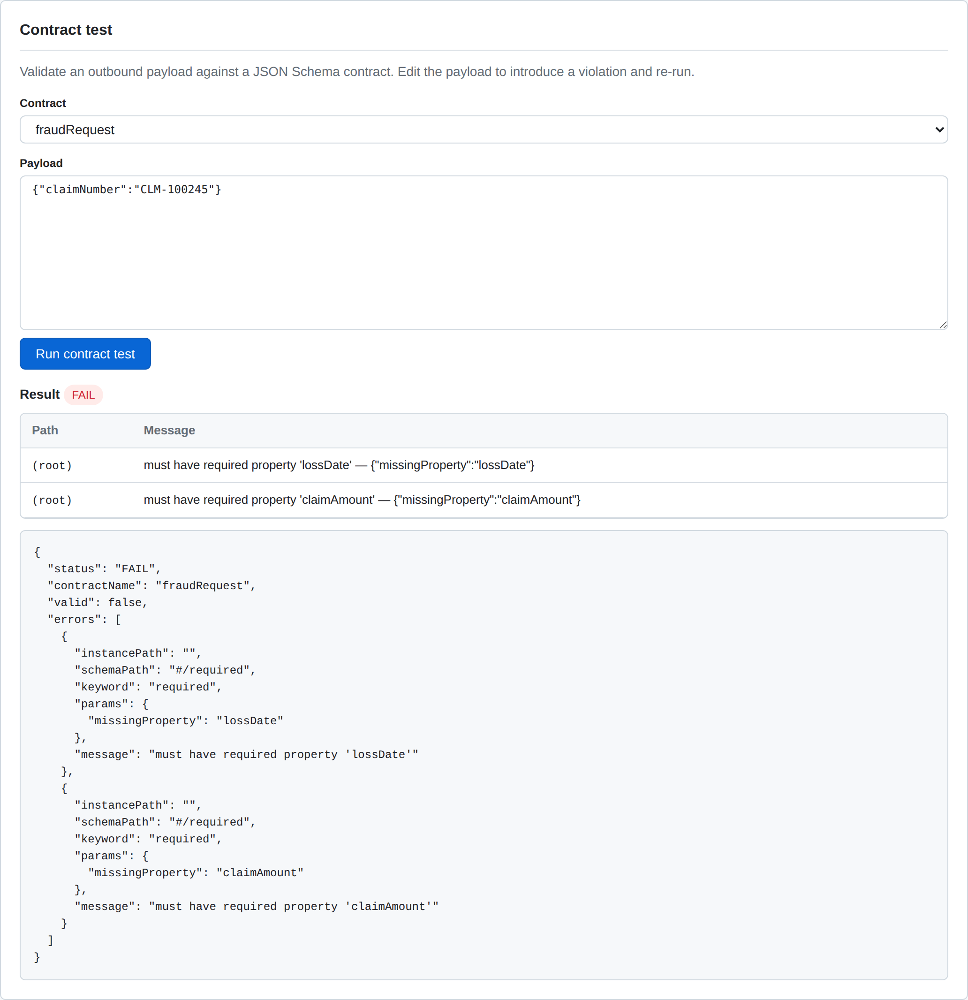 Contract test
Validate an outbound payload against a JSON Schema contract. Edit the payload to introduce a violation and re-run.
Contract
fraudRequest
Payload
{"claimNumber":"CLM-100245"}
Run contract test
Result FAIL
Path Message
(root) must have required property 'lossDate' — {"missingProperty":"lossDate"}
(root) must have required property 'claimAmount' — {"missingProperty":"claimAmount"}
{
  "status": "FAIL",
  "contractName": "fraudRequest",
  "valid": false,
  "errors": [
    {
      "instancePath": "",
      "schemaPath": "#/required",
      "keyword": "required",
      "params": {
        "missingProperty": "lossDate"
      },
      "message": "must have required property 'lossDate'"
    },
    {
      "instancePath": "",
      "schemaPath": "#/required",
      "keyword": "required",
      "params": {
        "missingProperty": "claimAmount"
      },
      "message": "must have required property 'claimAmount'"
    }
  ]
}